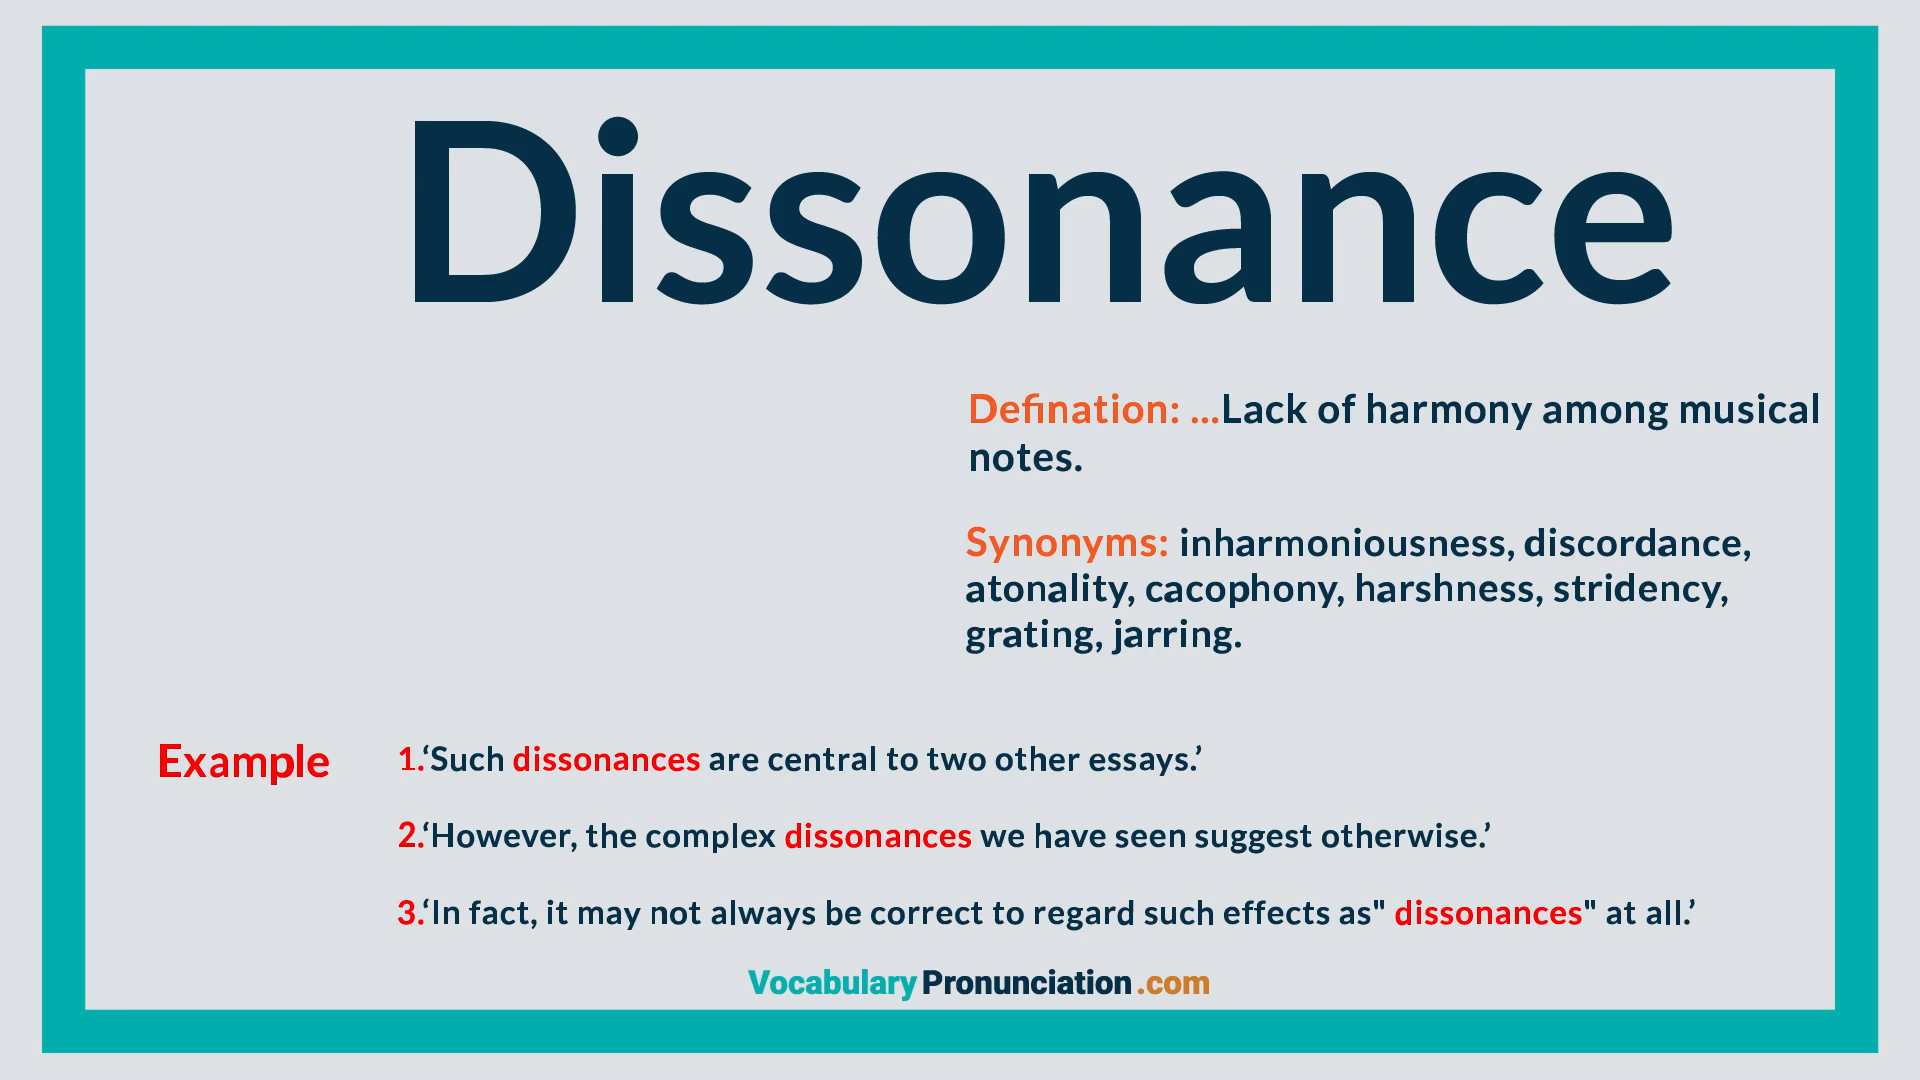 Dissonance
Defination: ...Lack of harmony among musical
notes.
Synonyms: inharmoniousness, discordance,
atonality, cacophony, harshness, stridency,
grating, jarring.
Example
1.‘Such dissonances are central to two other essays.’
2.‘However, the complex dissonances we have seen suggest otherwise.’
3.‘In fact, it may not always be correct to regard such effects as" dissonances" at all.’
VocabularyPronunciation.com